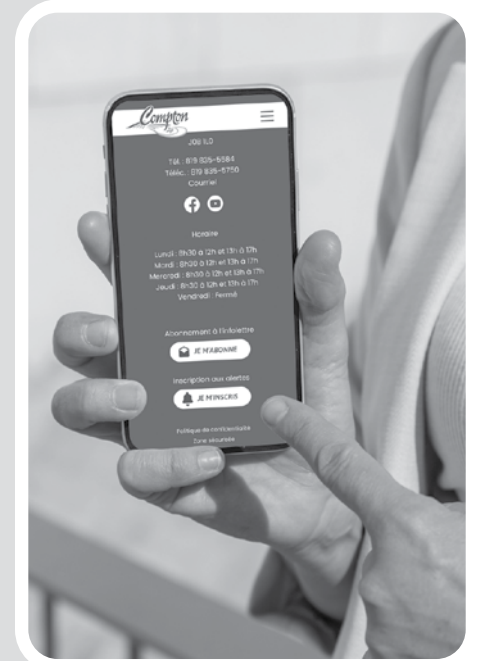 Compton
J0B 1L0
Tél. : 819 835-5584
Téléc. : 819 835-5750
Courriel
Horaire
Lundi : 8h30 à 12h et 13h à 17h
Mardi : 8h30 à 12h et 13h à 17h
Mercredi : 8h30 à 12h et 13h à 17h
Jeudi : 8h30 à 12h et 13h à 17h
Vendredi : Fermé
Abonnement à l'infolettre
JE M'ABONNE
Inscription aux alertes
JE M'INSCRIS
Politique de confidentialité
Zone sécurisée